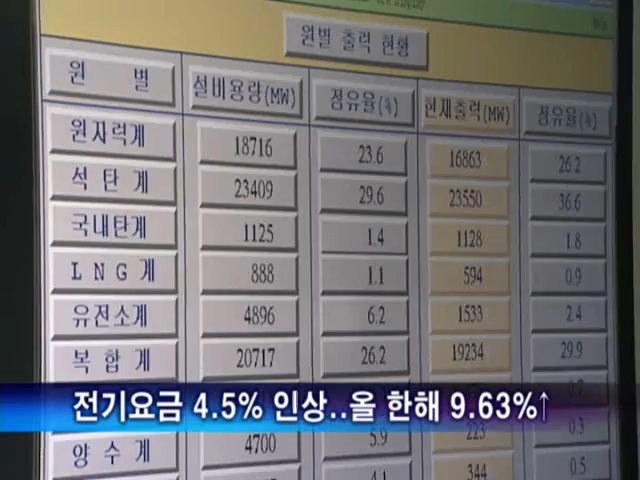 원별 출력 현황
원 별 설비용량(MW) 점유율(%) 현재출력(MW) 점유율(%)
원자력계 18716 23.6 16863 26.2
석탄계 23409 29.6 23550 36.6
국내탄계 1125 1.4 1128 1.8
LNG계 888 1.1 594 0.9
유전소계 4896 6.2 1533 2.4
복합계 20717 26.2 19234 29.9
전기요금 4.5% 인상..올 한해 9.63%↑
양수계 4700 5.9 223 0.3
344 0.5